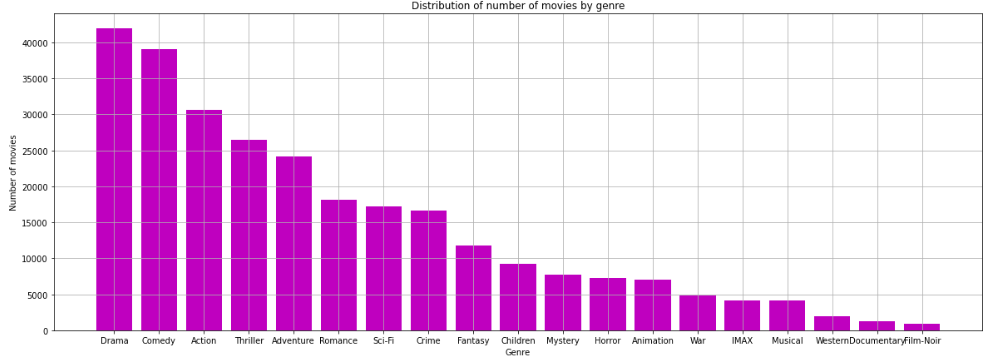 Distribution of number of movies by genre
Number of movies
40000
35000
30000
25000
20000
15000
10000
5000
0
Drama Comedy Action Thriller Adventure Romance Sci-Fi Crime Fantasy Children Mystery Horror Animation War IMAX Musical Western Documentary Film-Noir
Genre